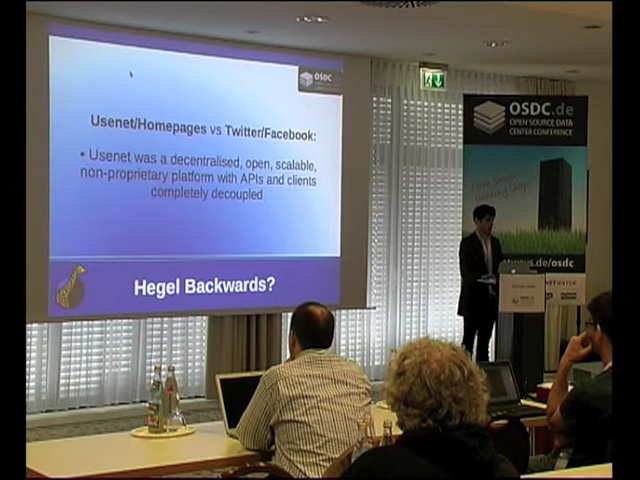 OSDC
Usenet/Homepages vs Twitter/Facebook:
• Usenet was a decentralised, open, scalable,
non-proprietary platform with APIs and clients
completely decoupled
Hegel Backwards?
OSDC.de
OPEN SOURCE DATA
CENTER CONFERENCE